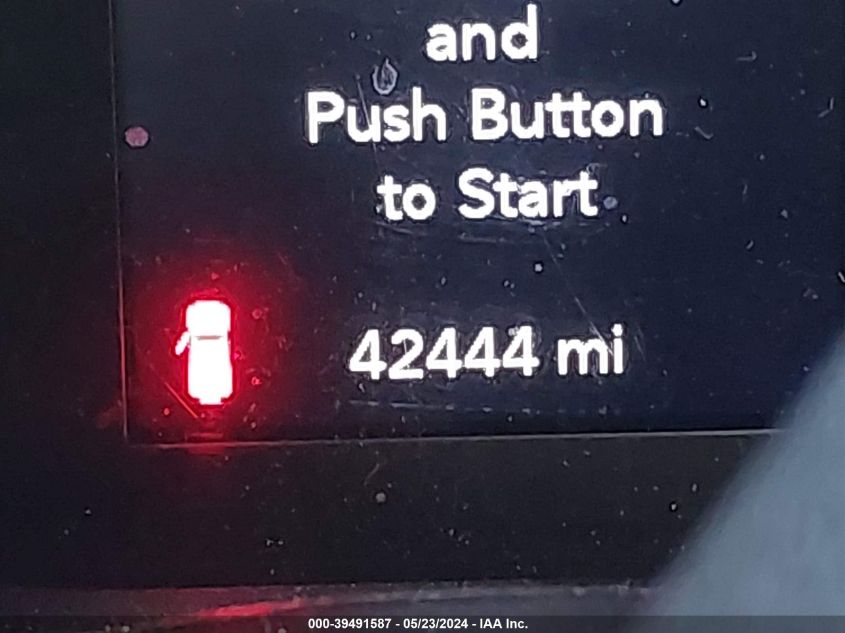 and
Push Button
to Start
42444 mi
000-39491587 - 05/23/2024 - IAA Inc.